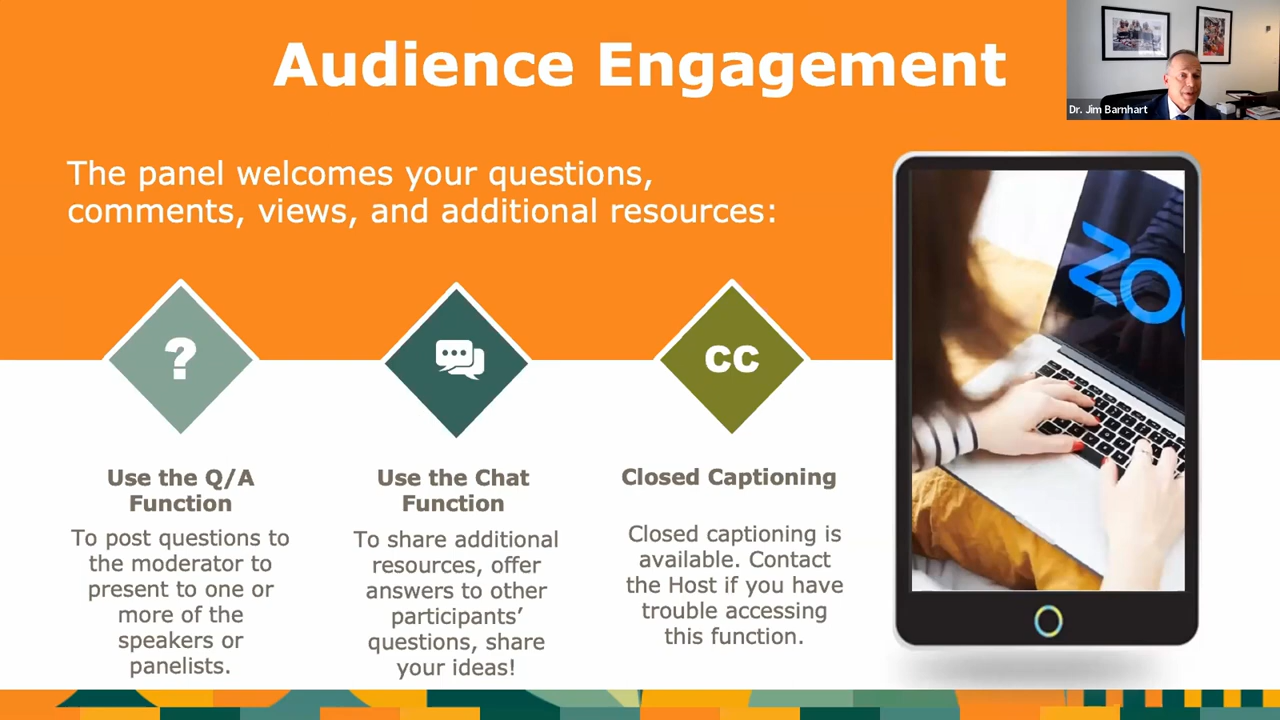 Audience Engagement
Dr. Jim Barnhart
The panel welcomes your questions,
comments, views, and additional resources:
?
CC
ZO
Use the Q/A
Function
To post questions to
the moderator to
present to one or
more of the
speakers or
panelists.
Use the Chat
Function
To share additional
resources, offer
answers to other
participants’
questions, share
your ideas!
Closed Captioning
Closed captioning is
available. Contact
the Host if you have
trouble accessing
this function.